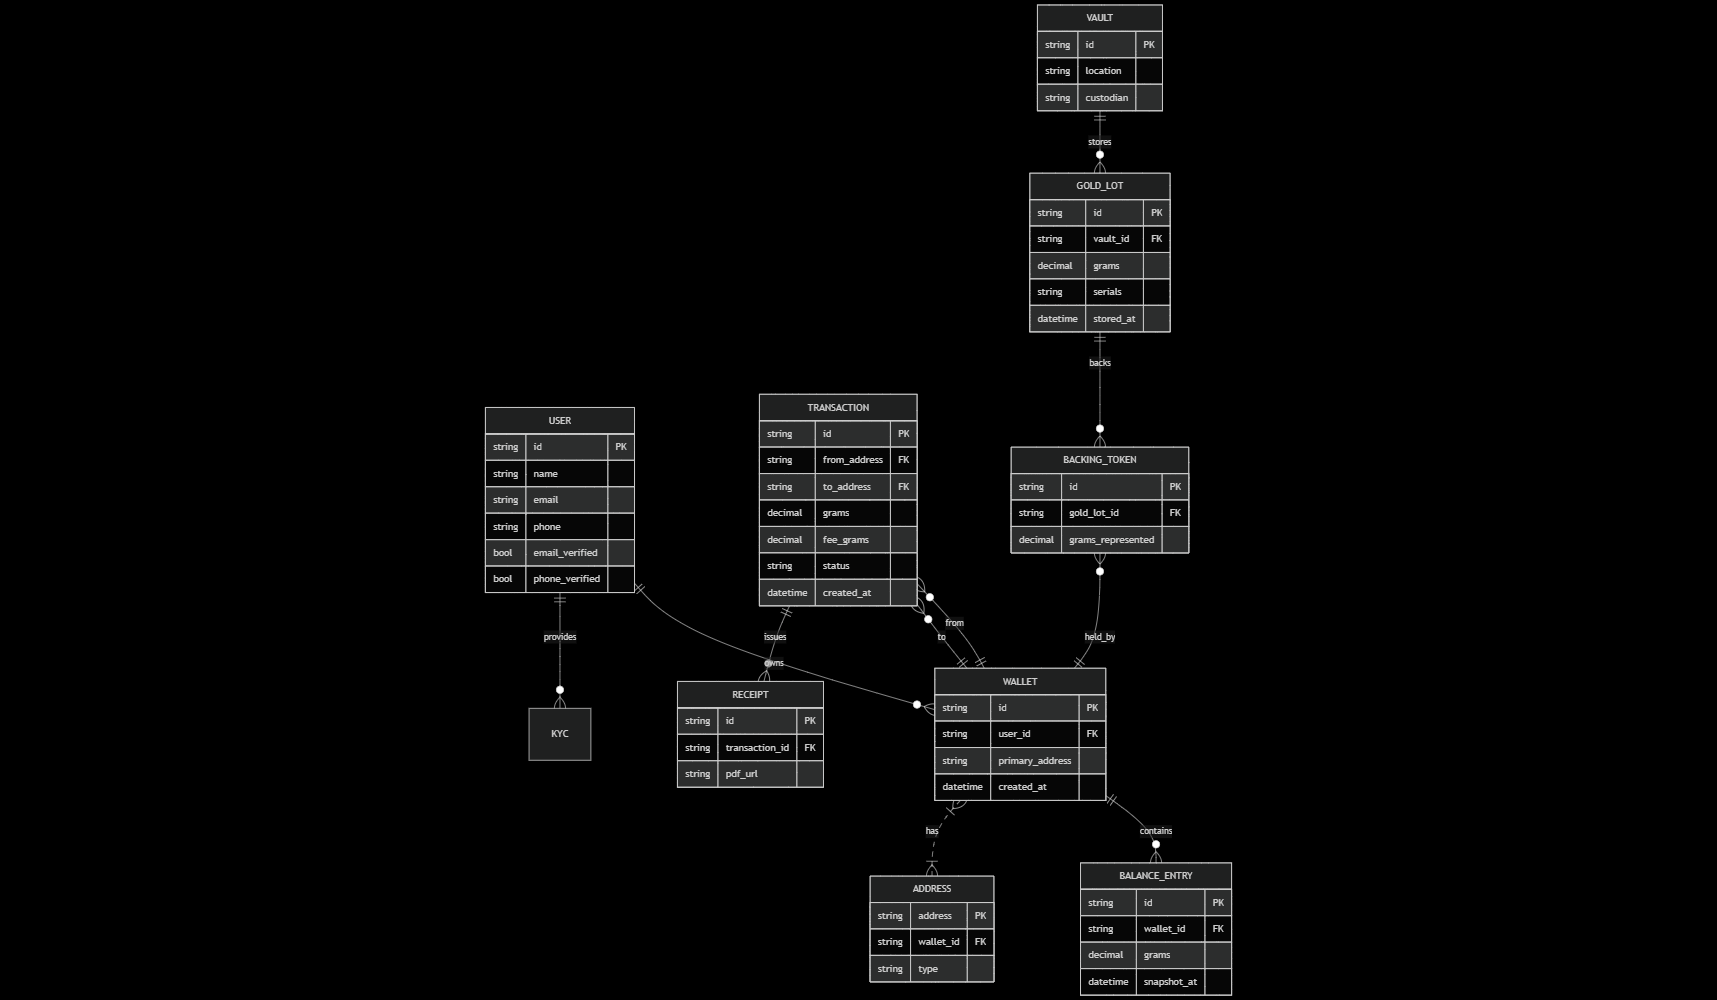 VAULT
string id PK
string location
string custodian
stores
GOLD_LOT
string id PK
string vault_id FK
decimal grams
string serials
datetime stored_at
backs
USER
string id PK
string name
string email
string phone
bool email_verified
bool phone_verified
TRANSACTION
string id PK
string from_address FK
string to_address FK
decimal grams
decimal fee_grams
string status
datetime created_at
BACKING_TOKEN
string id PK
string gold_lot_id FK
decimal grams_represented
provides
issues
owns
from
to
held_by
KYC
RECEIPT
string id PK
string transaction_id FK
string pdf_url
WALLET
string id PK
string user_id FK
string primary_address
datetime created_at
has
contains
ADDRESS
string address PK
string wallet_id FK
string type
BALANCE_ENTRY
string id PK
string wallet_id FK
decimal grams
datetime snapshot_at